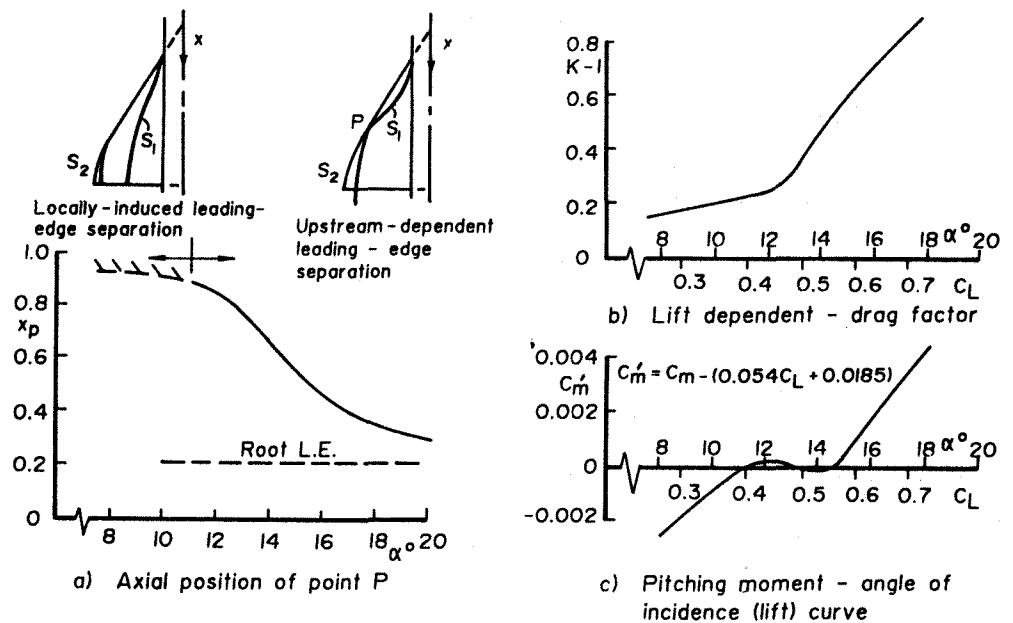 x
S₁
S₂
Locally-induced leading-
edge separation
x
P
S₁
S₂
Upstream-dependent
leading - edge
separation
1.0
0.8
xₚ
0.6
0.4
0.2
0
Root L.E.
8 10 12 14 16 18 α° 20
a) Axial position of point P
0.8
K-1
0.6
0.4
0.2
0
8 10 12 14 16 18 α° 20
0.3 0.4 0.5 0.6 0.7 C_L
b) Lift dependent - drag factor
0.004
C'm
0.002
0
-0.002
C'm = Cm-(0.054C_L + 0.0185)
8 10 12 14 16 18 α° 20
0.3 0.4 0.5 0.6 0.7 C_L
c) Pitching moment - angle of
incidence (lift) curve